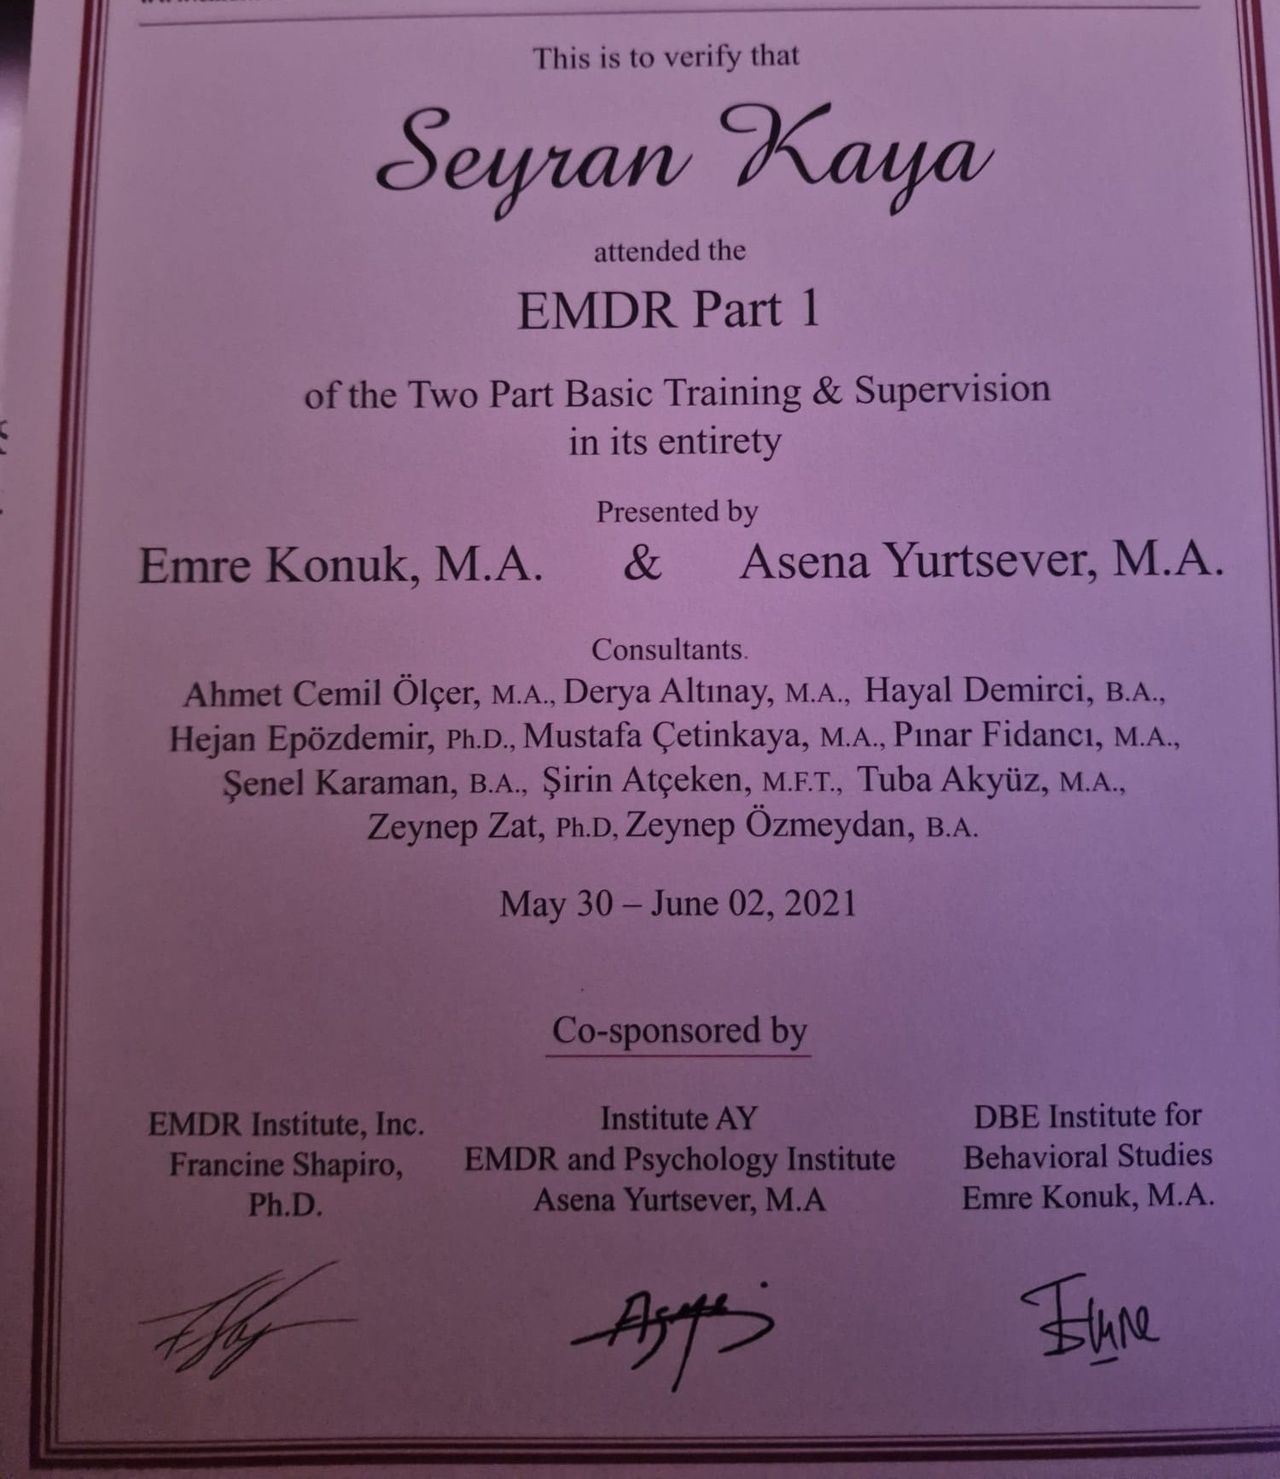 This is to verify that
Seyran Kaya
attended the
EMDR Part 1
of the Two Part Basic Training & Supervision
in its entirety
Presented by
Emre Konuk, M.A. & Asena Yurtsever, M.A.
Consultants.
Ahmet Cemil Ölçer, M.A., Derya Altınay, M.A., Hayal Demirci, B.A.,
Hejan Epözdemir, Ph.D., Mustafa Çetinkaya, M.A., Pınar Fidancı, M.A.,
Şenel Karaman, B.A., Şirin Atçeken, M.F.T., Tuba Akyüz, M.A.,
Zeynep Zat, Ph.D, Zeynep Özmeydan, B.A.
May 30 – June 02, 2021
Co-sponsored by
EMDR Institute, Inc.
Francine Shapiro,
Ph.D.
Institute AY
EMDR and Psychology Institute
Asena Yurtsever, M.A
DBE Institute for
Behavioral Studies
Emre Konuk, M.A.